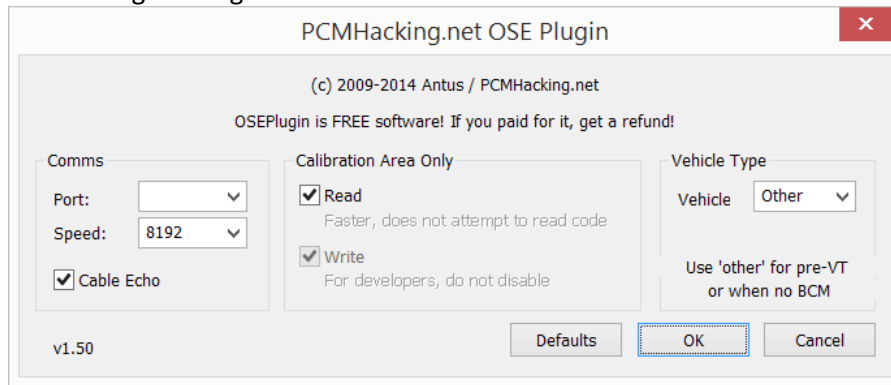 PCMHacking.net OSE Plugin
(c) 2009-2014 Antus / PCMHacking.net
OSEPlugin is FREE software! If you paid for it, get a refund!
Comms
Port:
Speed: 8192
Cable Echo
Calibration Area Only
Read
Faster, does not attempt to read code
Write
For developers, do not disable
Vehicle Type
Vehicle Other
Use 'other' for pre-VT
or when no BCM
v1.50
Defaults OK Cancel